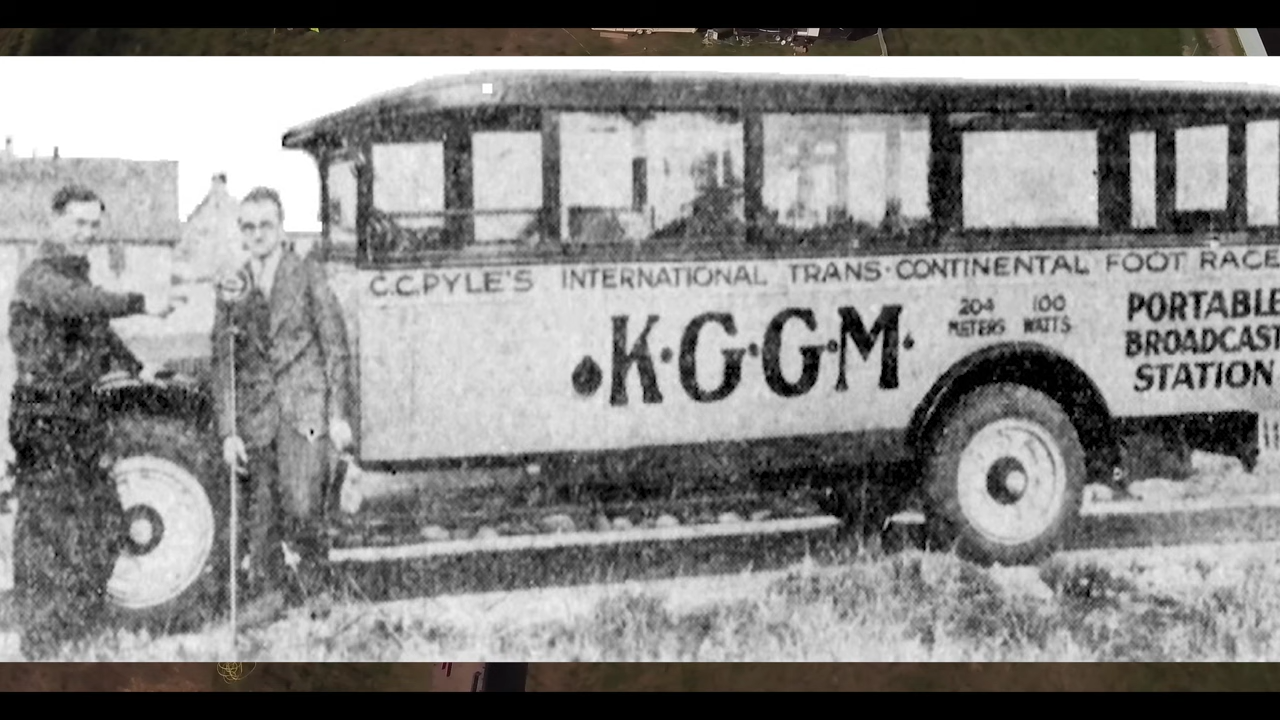 C.C.PYLE'S INTERNATIONAL TRANS-CONTINENTAL FOOT RACE
•K•G•G•M•
204 METERS
100 WATTS
PORTABLE
BROADCAST
STATION